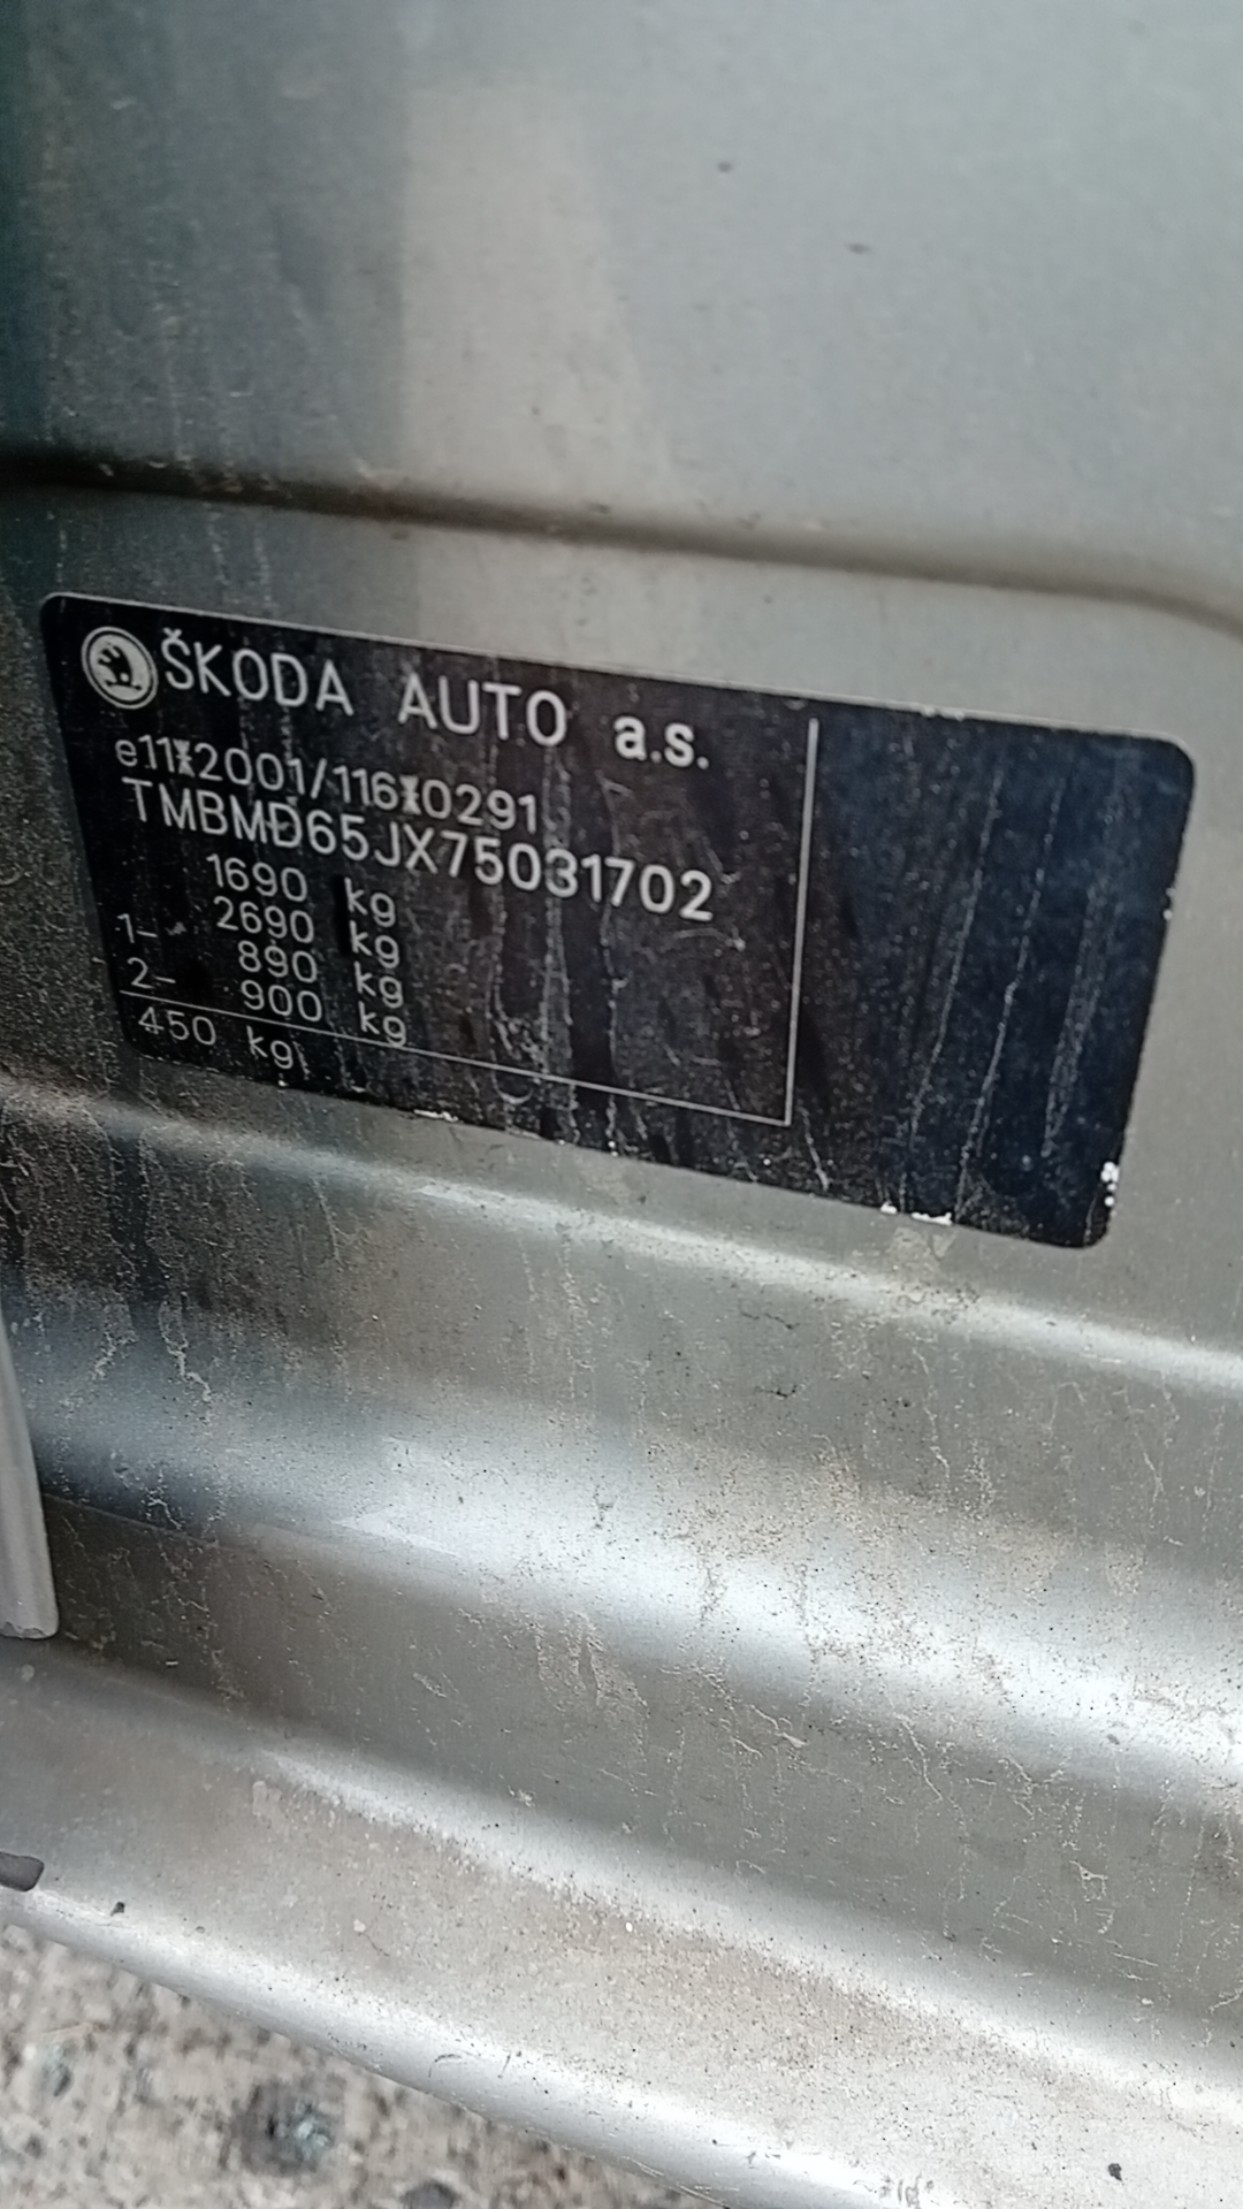 ŠKODA AUTO a.s.
e11*2001/116*0291
TMBMD65JX75031702
1690 kg
2690 kg
1- 890 kg
2- 900 kg
450 kg